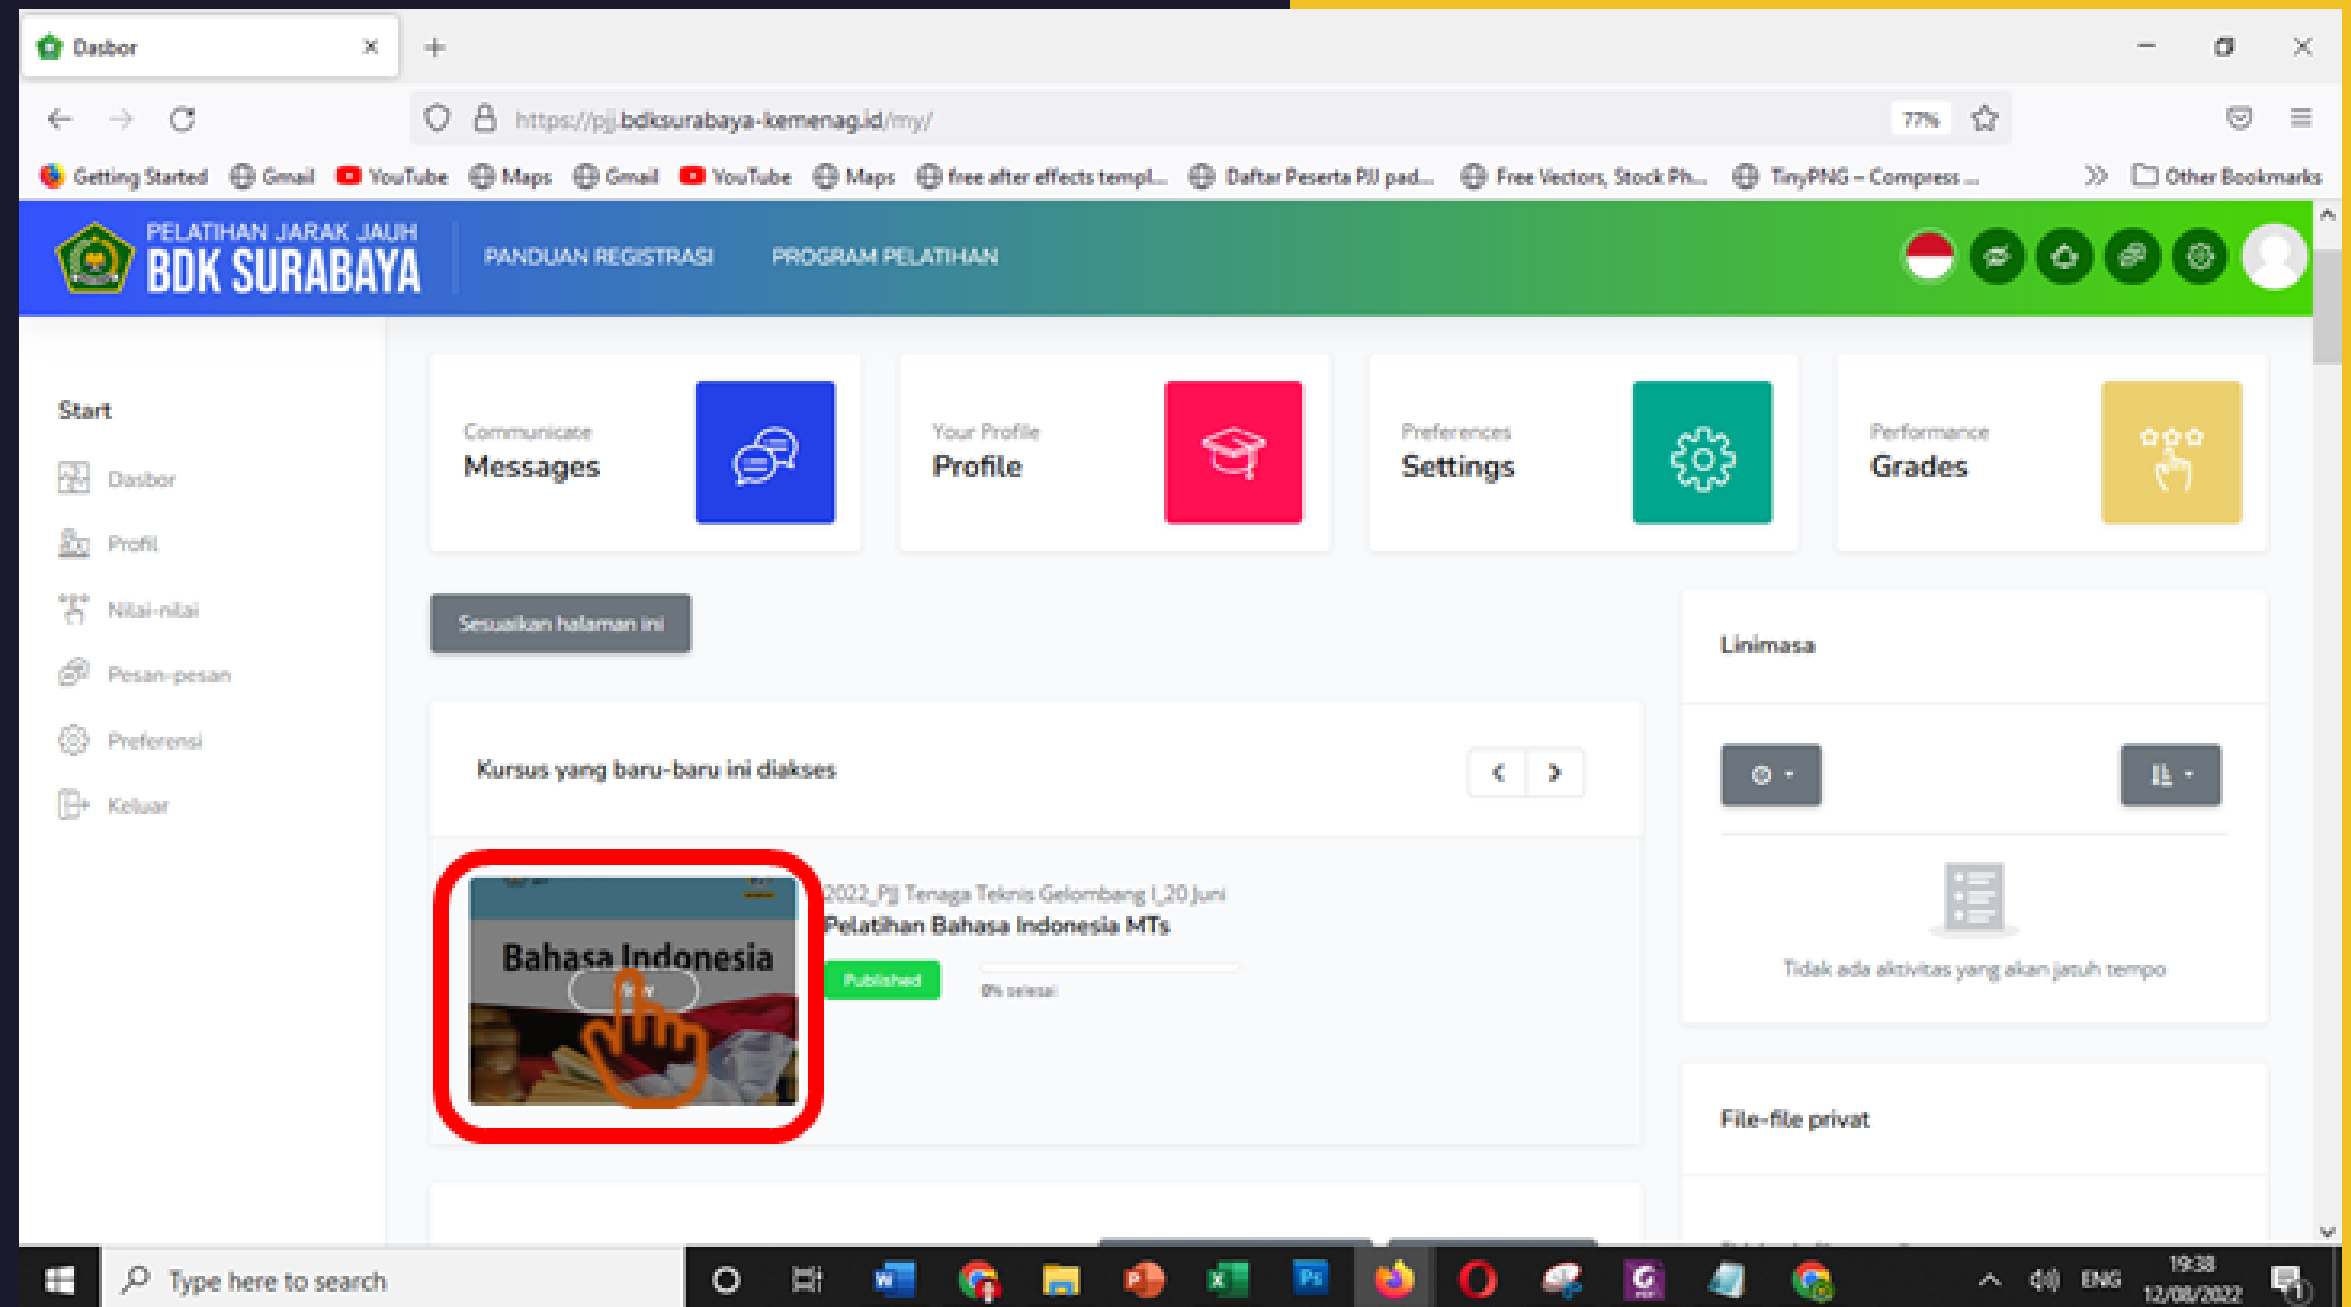 Dasbor
https://pjj.bdksurabaya-kemenag.id/my/
77%
Getting Started Gmail YouTube Maps Gmail YouTube Maps free after effects templ... Daftar Peserta PJJ pad... Free Vectors, Stock Ph... TinyPNG – Compress ... Other Bookmarks
PELATIHAN JARAK JAUH
BDK SURABAYA
PANDUAN REGISTRASI PROGRAM PELATIHAN
Start
Dasbor
Profil
Nilai-nilai
Pesan-pesan
Preferensi
Keluar
Communicate
Messages
Your Profile
Profile
Preferences
Settings
Performance
Grades
Sesuaikan halaman ini
Kursus yang baru-baru ini diakses
Bahasa Indonesia
View
2022_PJJ Tenaga Teknis Gelombang I_20 Juni
Pelatihan Bahasa Indonesia MTs
Published
0% selesai
Linimasa
Tidak ada aktivitas yang akan jatuh tempo
File-file privat
Type here to search
ENG
19:38
12/08/2022